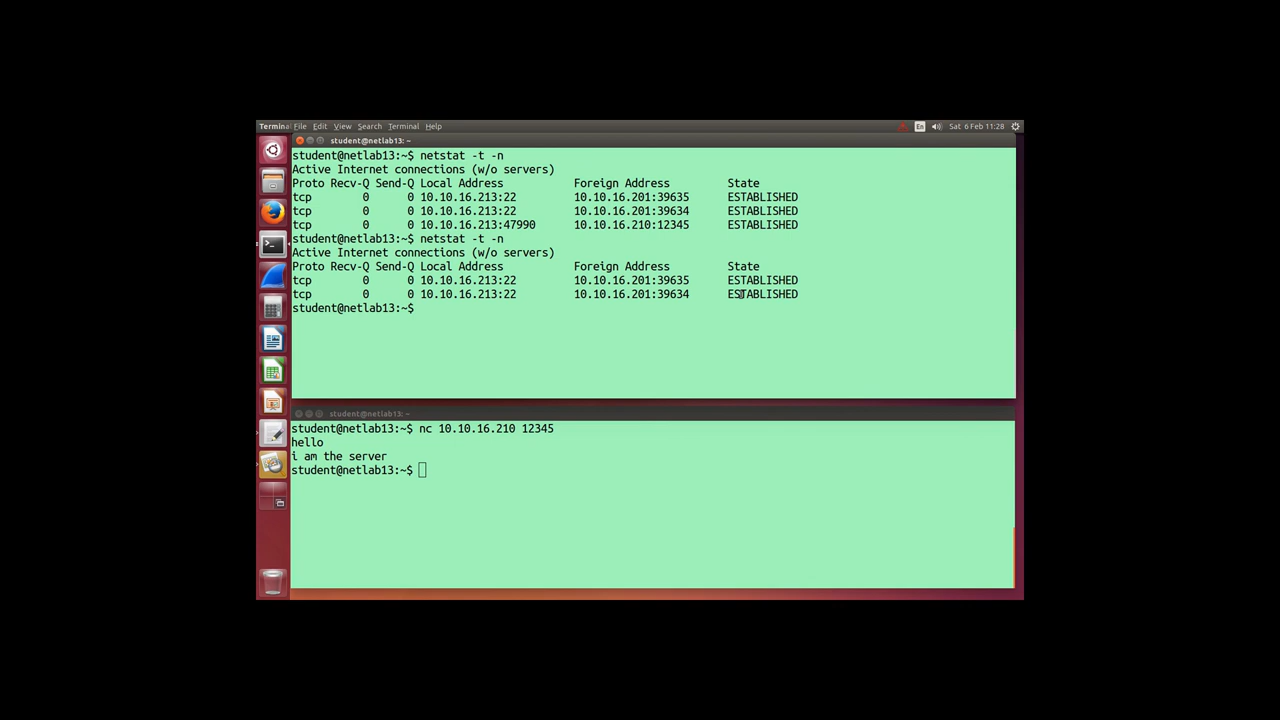 Termina File Edit View Search Terminal Help En Sat 6 Feb 11:28
student@netlab13: ~
student@netlab13:~$ netstat -t -n
Active Internet connections (w/o servers)
Proto Recv-Q Send-Q Local Address Foreign Address State
tcp 0 0 10.10.16.213:22 10.10.16.201:39635 ESTABLISHED
tcp 0 0 10.10.16.213:22 10.10.16.201:39634 ESTABLISHED
tcp 0 0 10.10.16.213:47990 10.10.16.210:12345 ESTABLISHED
student@netlab13:~$ netstat -t -n
Active Internet connections (w/o servers)
Proto Recv-Q Send-Q Local Address Foreign Address State
tcp 0 0 10.10.16.213:22 10.10.16.201:39635 ESTABLISHED
tcp 0 0 10.10.16.213:22 10.10.16.201:39634 ESTABLISHED
student@netlab13:~$
student@netlab13: ~
student@netlab13:~$ nc 10.10.16.210 12345
hello
i am the server
student@netlab13:~$